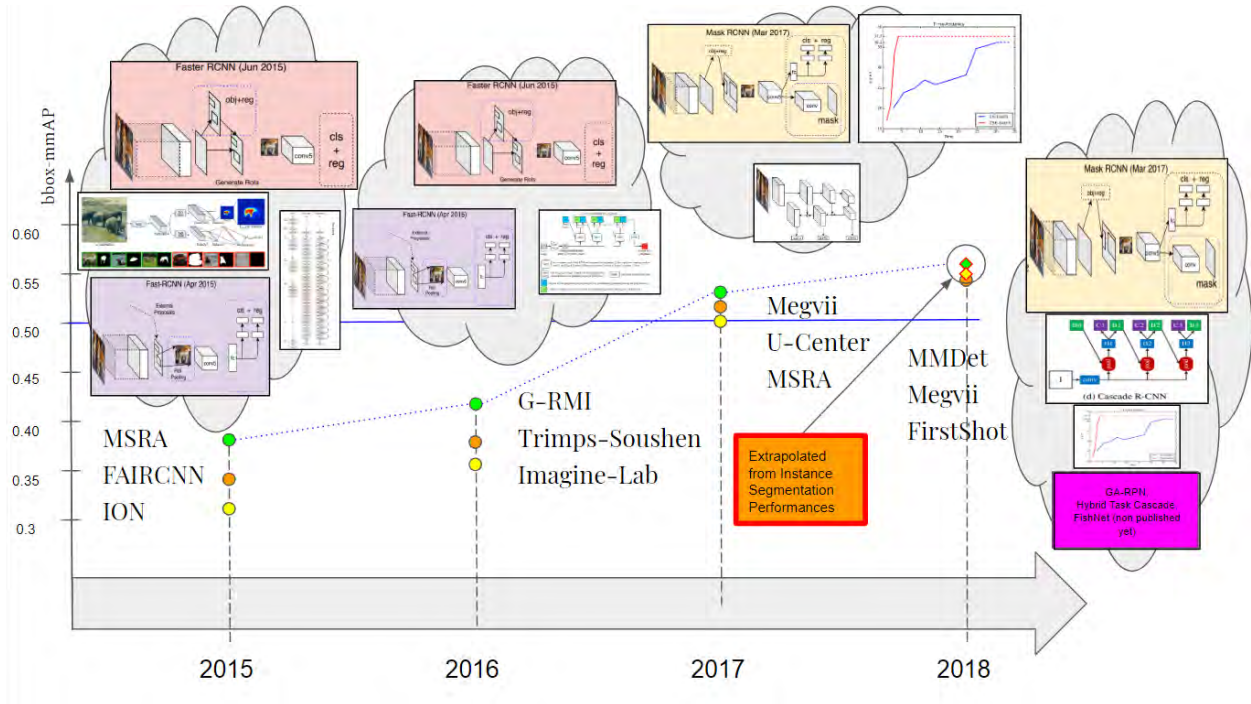 bbox-mmAP
0.60
0.55
0.50
0.45
0.40
0.35
0.3
Faster RCNN (Jun 2015)
obj+reg
conv5
cls
+
reg
Generate RoIs
Fast-RCNN (Apr 2015)
cls + reg
conv5
Faster RCNN (Jun 2015)
obj+reg
conv5
cls
+
reg
Generate RoIs
Fast-RCNN (Apr 2015)
cls + reg
conv5
Mask RCNN (Mar 2017)
obj+reg
cls + reg
conv5
conv
mask
Mask RCNN (Mar 2017)
obj+reg
cls + reg
conv5
conv
mask
(d) Cascade R-CNN
GA-RPN
Hybrid Task Cascade,
FishNet (non published
yet)
MSRA
FAIRCNN
ION
G-RMI
Trimps-Soushen
Imagine-Lab
Megvii
U-Center
MSRA
MMDet
Megvii
FirstShot
Extrapolated
from Instance
Segmentation
Performances
2015
2016
2017
2018